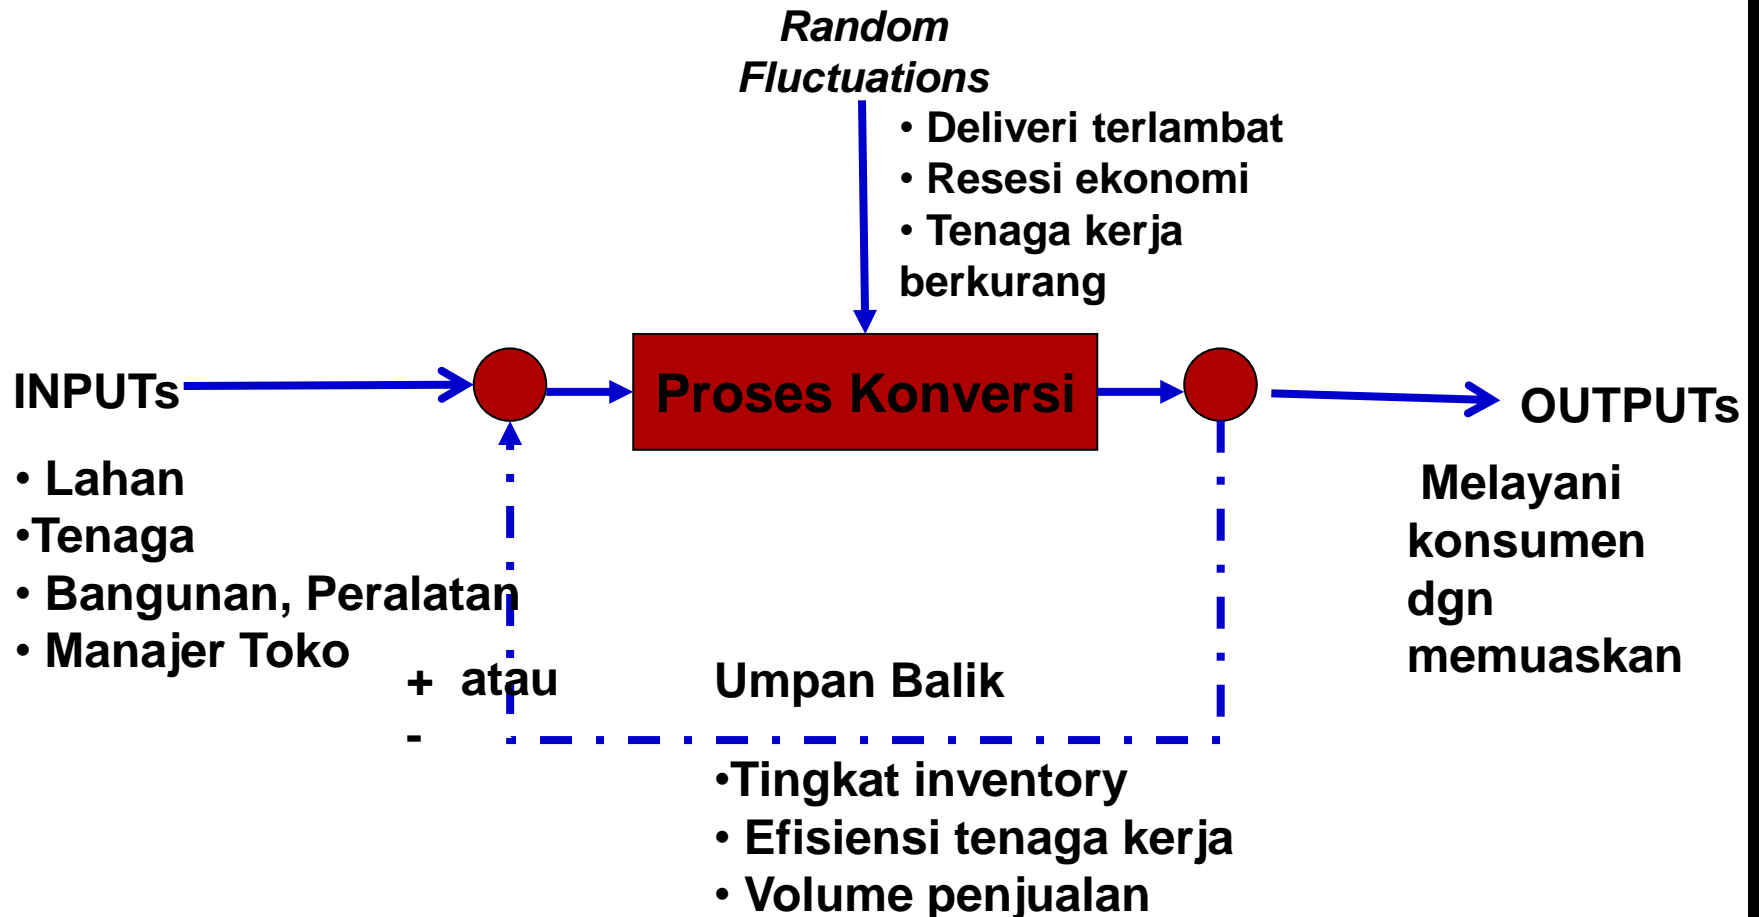 Random
Fluctuations
• Deliveri terlambat
• Resesi ekonomi
• Tenaga kerja
berkurang
INPUTs
Proses Konversi
OUTPUTs
• Lahan
•Tenaga
• Bangunan, Peralatan
• Manajer Toko
Melayani
konsumen
dgn
memuaskan
+ atau
-
Umpan Balik
•Tingkat inventory
• Efisiensi tenaga kerja
• Volume penjualan